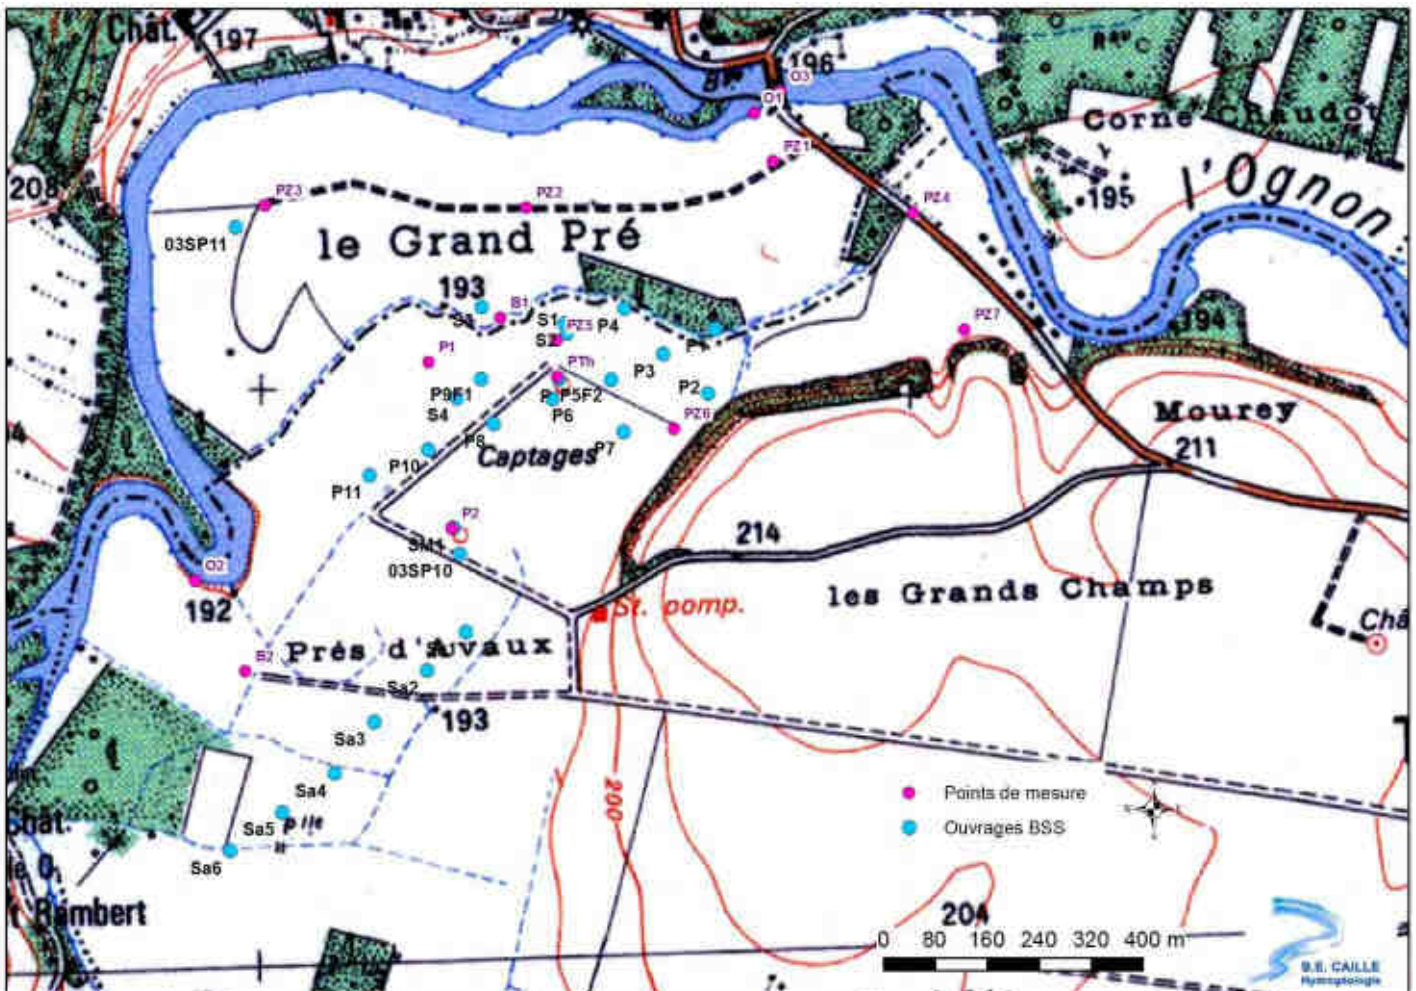 Chât.
197
196
O3
O1
Corne Chaudot
PZ1
208
PZ3
PZ2
PZ4
195
l'Ognon
03SP11
le Grand Pré
193
B1
S3
S1
PZ5
P4
S2
PZ7
194
P1
P1
PTh
P3
P9F1
P5F2
P2
S4
P6
PZ6
Mourey
P8
P7
211
Captages
P10
P11
P2
214
SM1
03SP10
O2
192
les Grands Champs
St. pomp.
Prés d'Avaux
B2
Sa2
193
Sa3
Sa4
200
Points de mesure
Ouvrages BSS
Sa5
Chât.
Sa6
t Rambert
204
0 80 160 240 320 400 m
B.E. CAILLE
Hydrogéologie